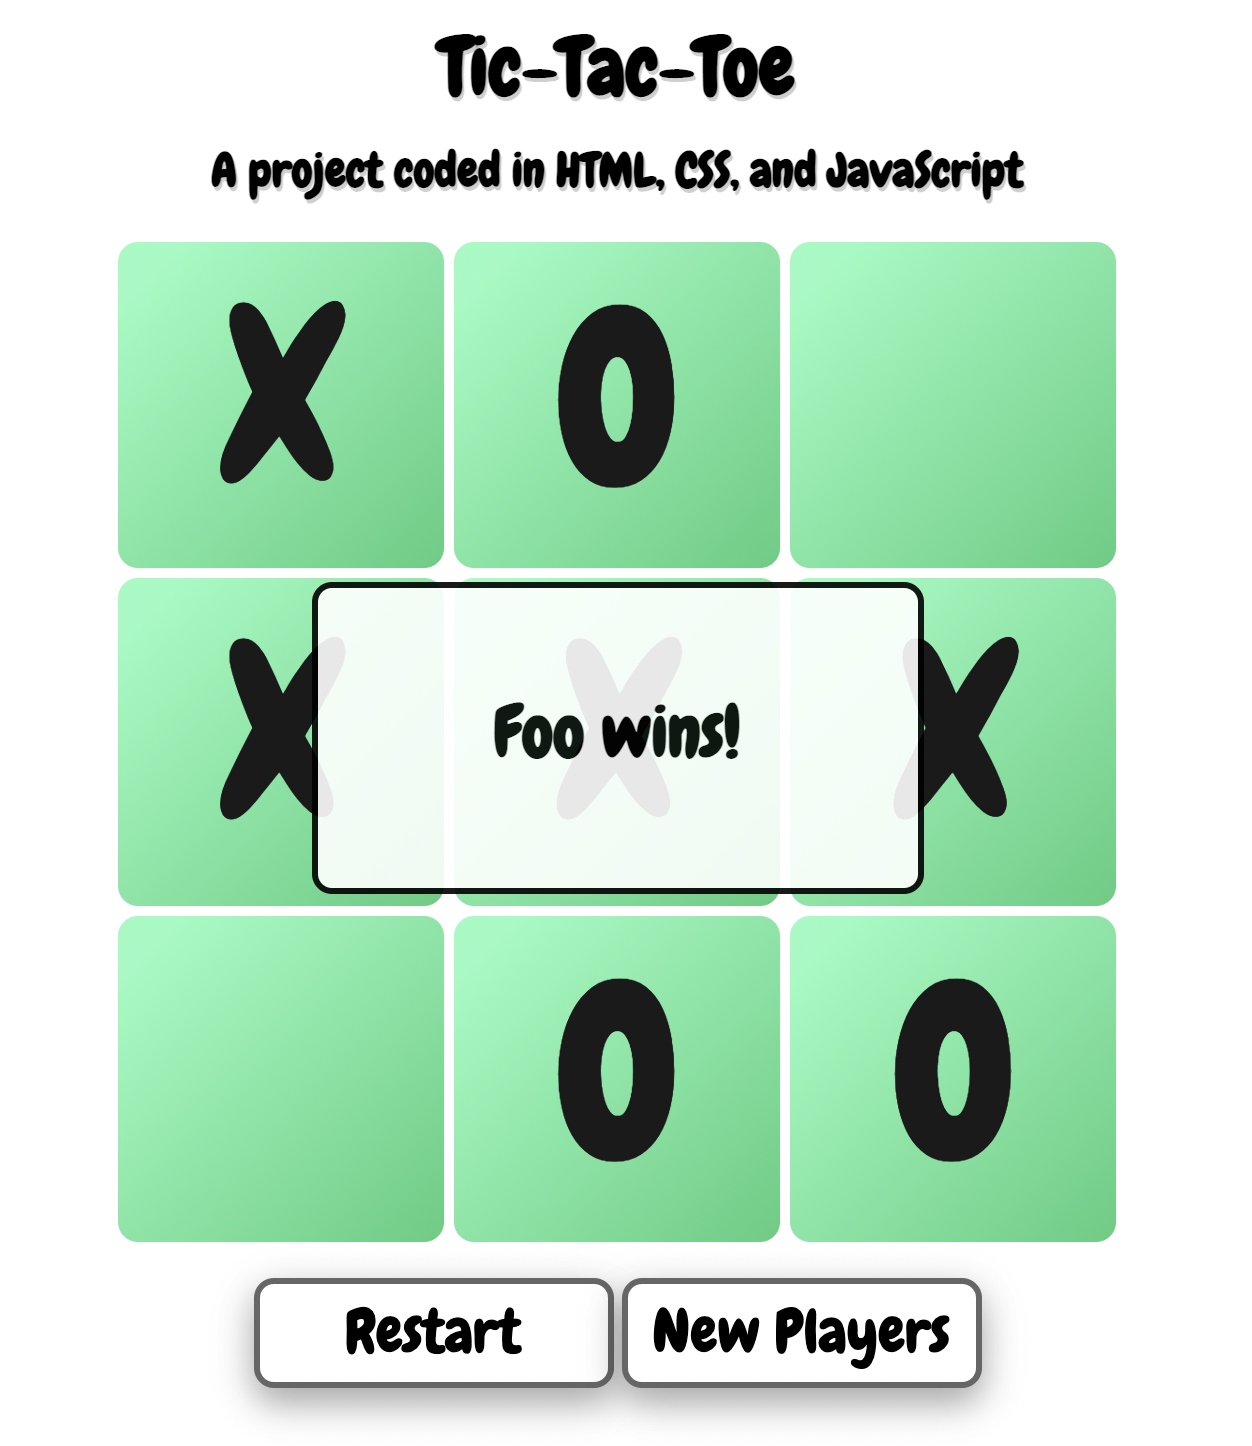 Tic-Tac-Toe
A project coded in HTML, CSS, and JavaScript
X O
X X X
Foo wins!
O O
Restart New Players